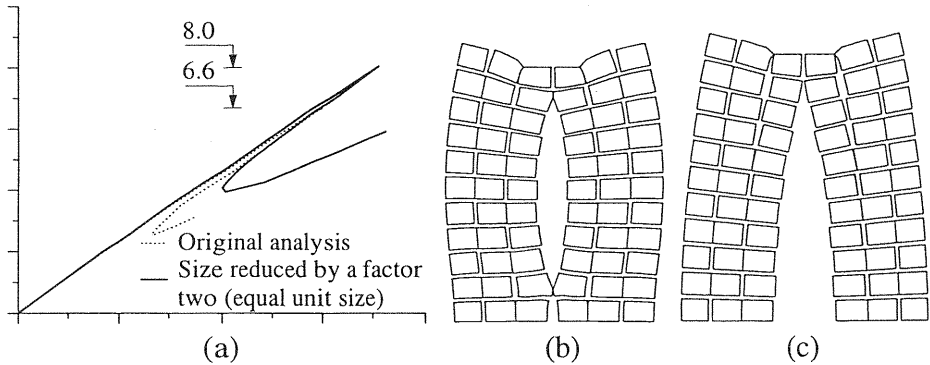 8.0
6.6
Original analysis
Size reduced by a factor
two (equal unit size)
(a)
(b)
(c)